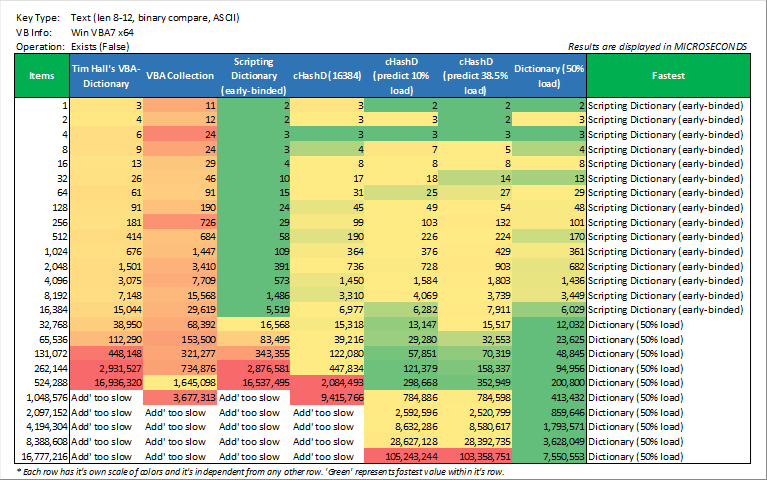 Key Type: Text (len 8-12, binary compare, ASCII)
VB Info: Win VBA7 x64
Operation: Exists (False) Results are displayed in MICROSECONDS
Items Tim Hall's VBA-Dictionary VBA Collection Scripting Dictionary (early-binded) cHashD (16384) cHashD (predict 10% load) cHashD (predict 38.5% load) Dictionary (50% load) Fastest
1 3 11 2 3 2 2 2 Scripting Dictionary (early-binded)
2 4 12 2 3 3 2 3 Scripting Dictionary (early-binded)
4 6 24 3 3 3 3 3 Scripting Dictionary (early-binded)
8 9 24 3 4 7 5 4 Scripting Dictionary (early-binded)
16 13 29 4 8 8 8 8 Scripting Dictionary (early-binded)
32 26 46 10 17 18 14 13 Scripting Dictionary (early-binded)
64 61 91 15 31 25 27 29 Scripting Dictionary (early-binded)
128 91 190 24 45 49 54 48 Scripting Dictionary (early-binded)
256 181 726 29 99 103 132 101 Scripting Dictionary (early-binded)
512 414 684 58 190 226 224 170 Scripting Dictionary (early-binded)
1,024 676 1,447 109 364 376 429 361 Scripting Dictionary (early-binded)
2,048 1,501 3,410 391 736 728 903 682 Scripting Dictionary (early-binded)
4,096 3,075 7,709 573 1,450 1,584 1,803 1,436 Scripting Dictionary (early-binded)
8,192 7,148 15,568 1,486 3,310 4,069 3,739 3,449 Scripting Dictionary (early-binded)
16,384 15,044 29,619 5,519 6,977 6,282 7,911 6,029 Scripting Dictionary (early-binded)
32,768 38,950 68,392 16,568 15,318 13,147 15,517 12,032 Dictionary (50% load)
65,536 112,290 153,500 83,495 39,216 29,280 32,553 23,625 Dictionary (50% load)
131,072 448,148 321,277 343,355 122,080 57,851 70,319 48,845 Dictionary (50% load)
262,144 2,931,527 734,876 2,876,581 447,834 121,379 158,337 94,956 Dictionary (50% load)
524,288 16,936,320 1,645,098 16,537,495 2,084,493 298,668 352,949 200,800 Dictionary (50% load)
1,048,576 Add' too slow 3,677,313 Add' too slow 9,415,766 784,886 784,598 413,432 Dictionary (50% load)
2,097,152 Add' too slow Add' too slow Add' too slow Add' too slow 2,592,596 2,520,799 859,646 Dictionary (50% load)
4,194,304 Add' too slow Add' too slow Add' too slow Add' too slow 8,632,286 8,580,617 1,793,571 Dictionary (50% load)
8,388,608 Add' too slow Add' too slow Add' too slow Add' too slow 28,627,128 28,392,735 3,628,049 Dictionary (50% load)
16,777,216 Add' too slow Add' too slow Add' too slow Add' too slow 105,243,244 103,358,751 7,550,553 Dictionary (50% load)
* Each row has it's own scale of colors and it's independent from any other row. 'Green' represents fastest value within it's row.